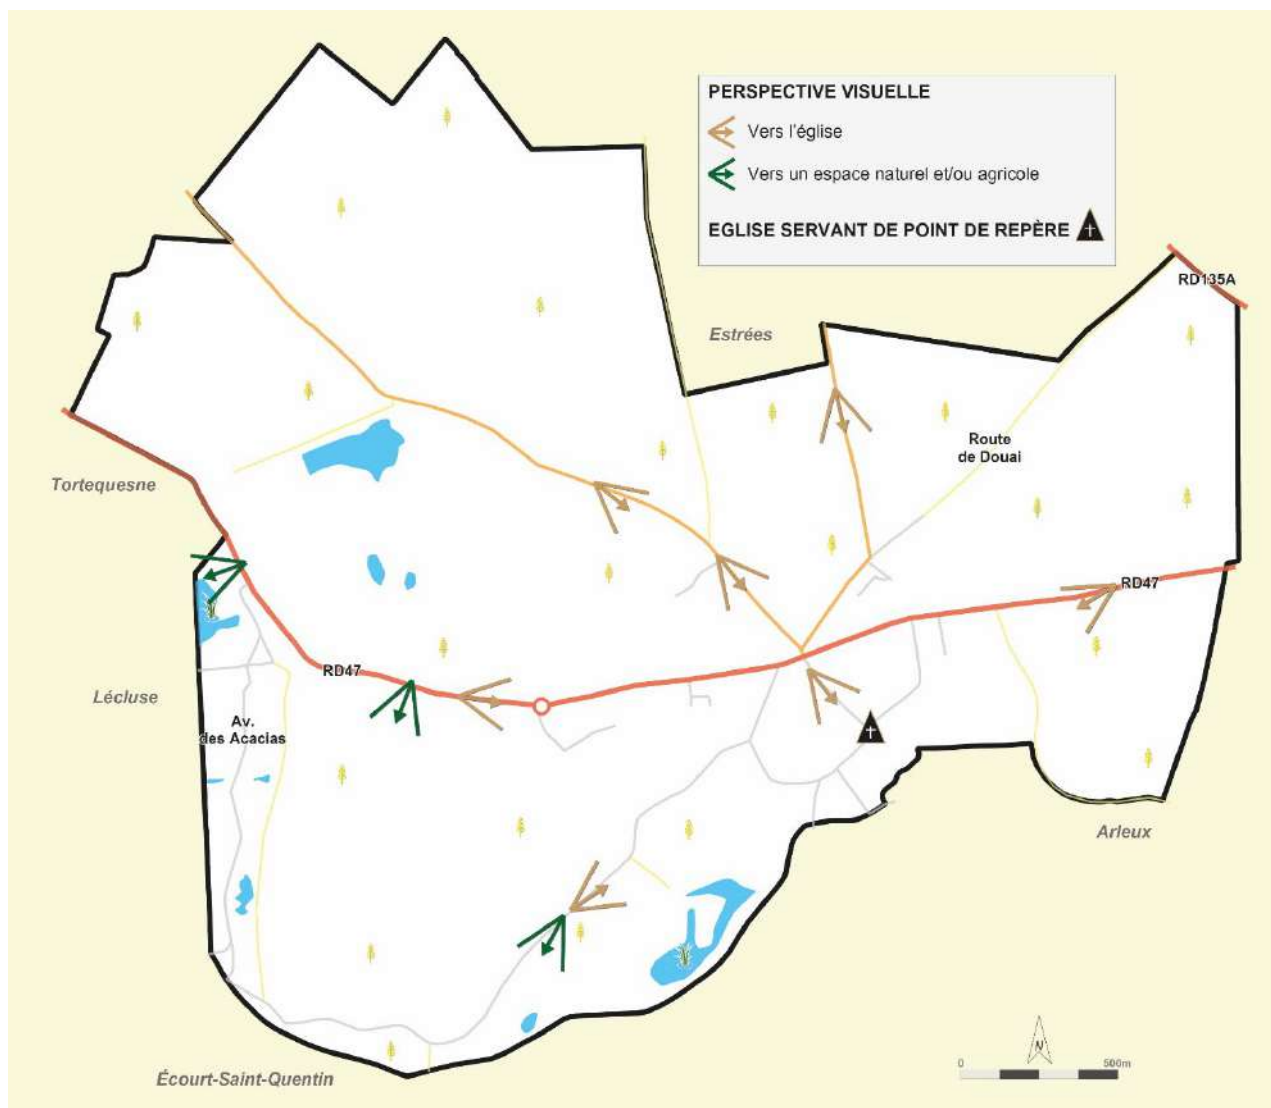 PERSPECTIVE VISUELLE
Vers l'église
Vers un espace naturel et/ou agricole
EGLISE SERVANT DE POINT DE REPÈRE
RD135A
Estrées
Route
de Douai
Tortequesne
RD47
RD47
Lécluse
Av.
des Acacias
Arleux
Écourt-Saint-Quentin
N
0
500m